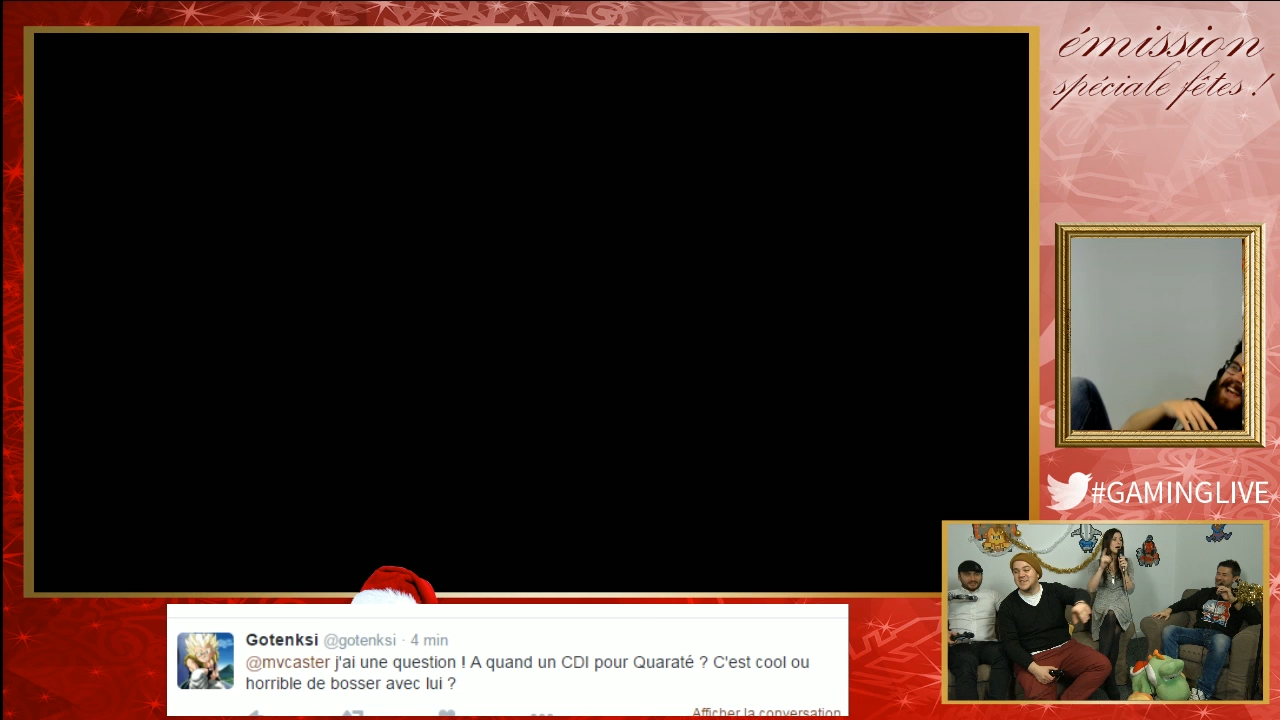 émission
spéciale fêtes !
#GAMINGLIVE
Gotenksi @gotenksi · 4 min
@mvcaster j'ai une question ! A quand un CDI pour Quaraté ? C'est cool ou
horrible de bosser avec lui ?
Afficher la conversation